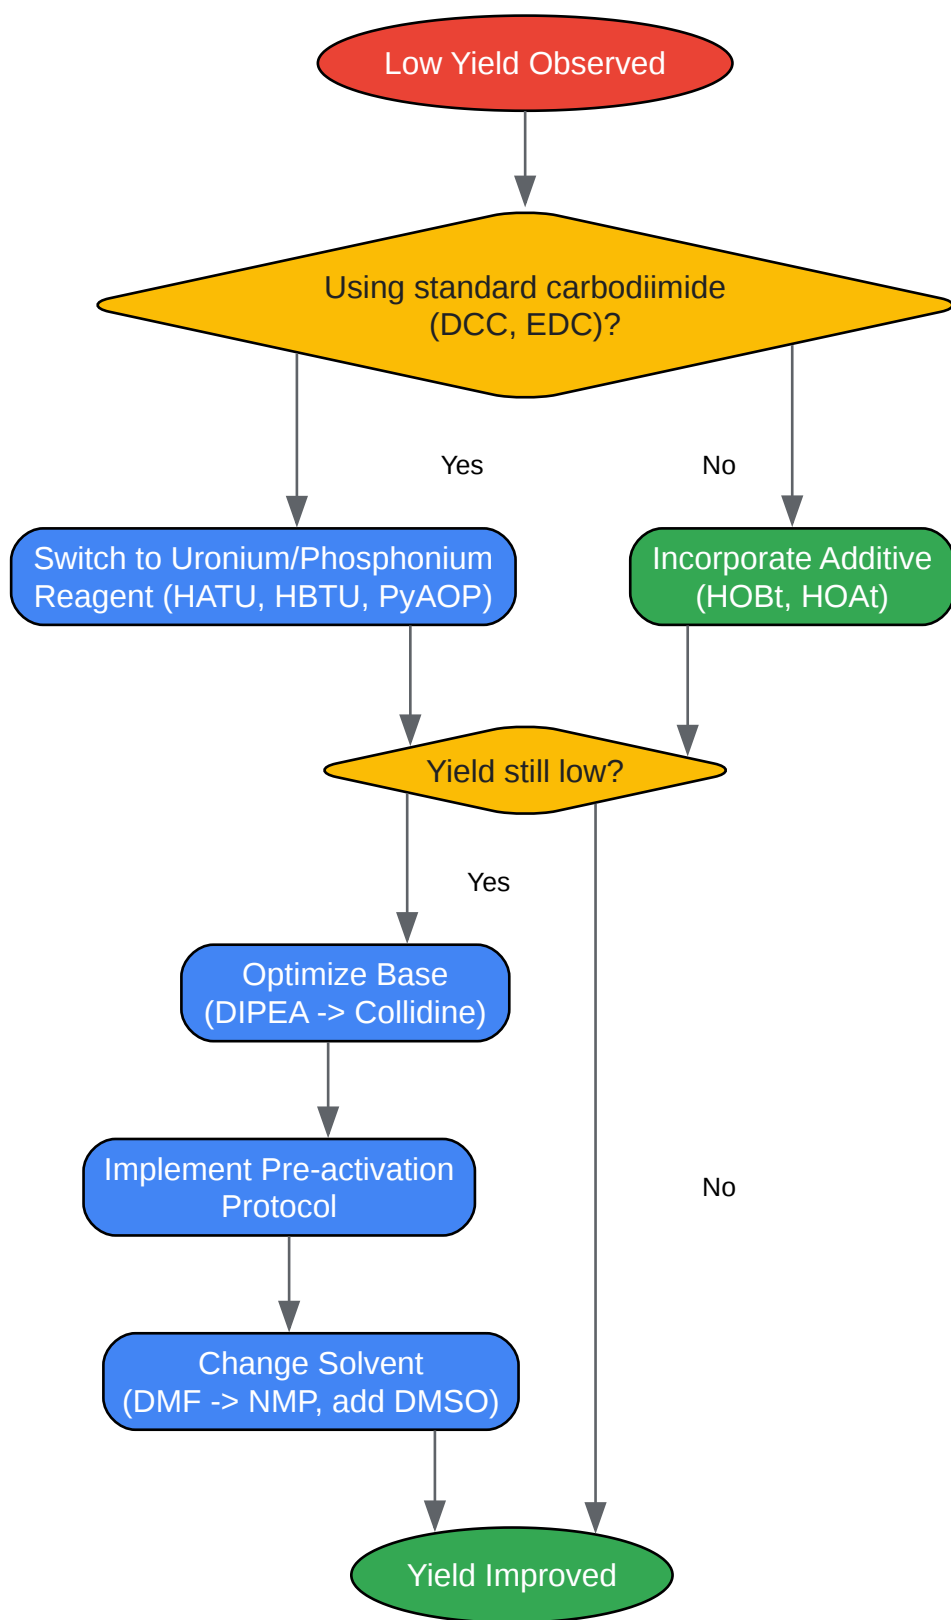 Low Yield Observed
Using standard carbodiimide
(DCC, EDC)?
Yes
No
Switch to Uronium/Phosphonium
Reagent (HATU, HBTU, PyAOP)
Incorporate Additive
(HOBt, HOAt)
Yield still low?
Yes
Optimize Base
(DIPEA -> Collidine)
Implement Pre-activation
Protocol
No
Change Solvent
(DMF -> NMP, add DMSO)
Yield Improved